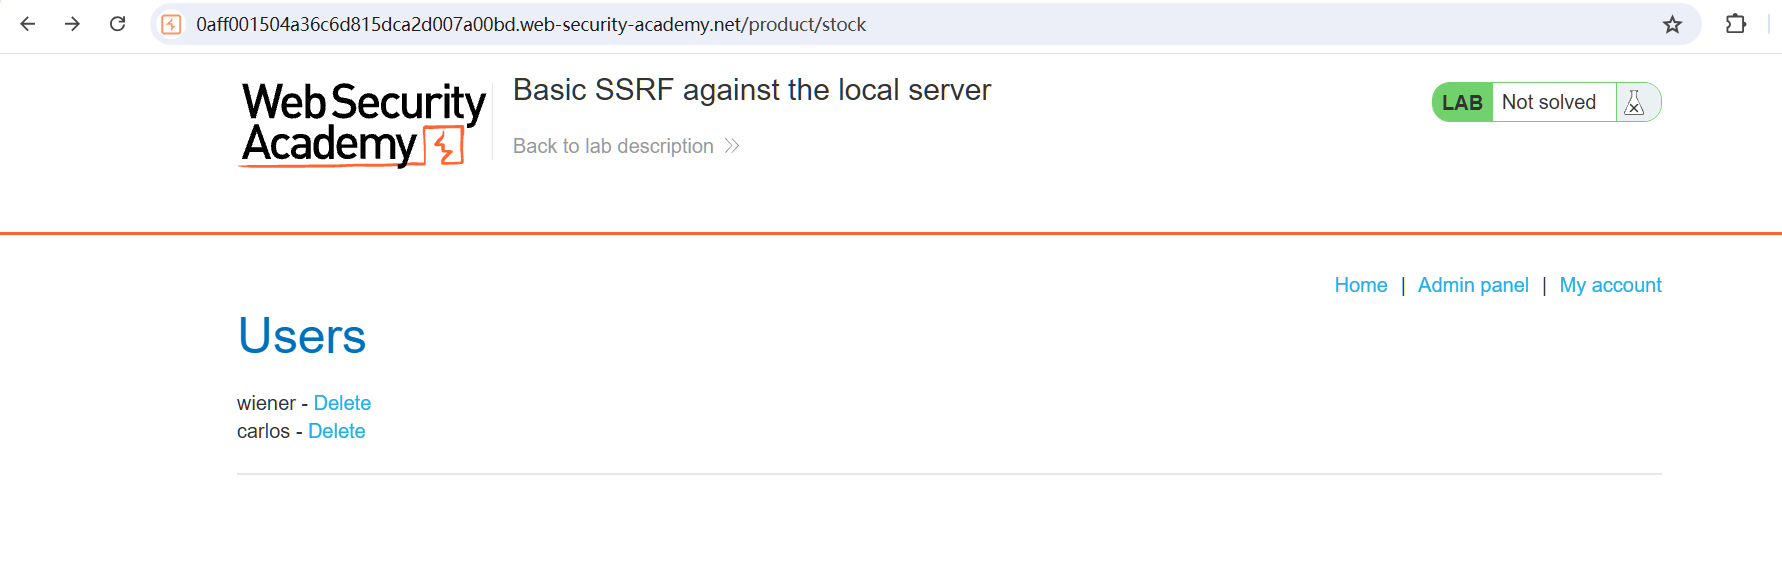 0aff001504a36c6d815dca2d007a00bd.web-security-academy.net/product/stock
Web Security
Academy
Basic SSRF against the local server
Back to lab description
LAB Not solved
Home | Admin panel | My account
Users
wiener - Delete
carlos - Delete